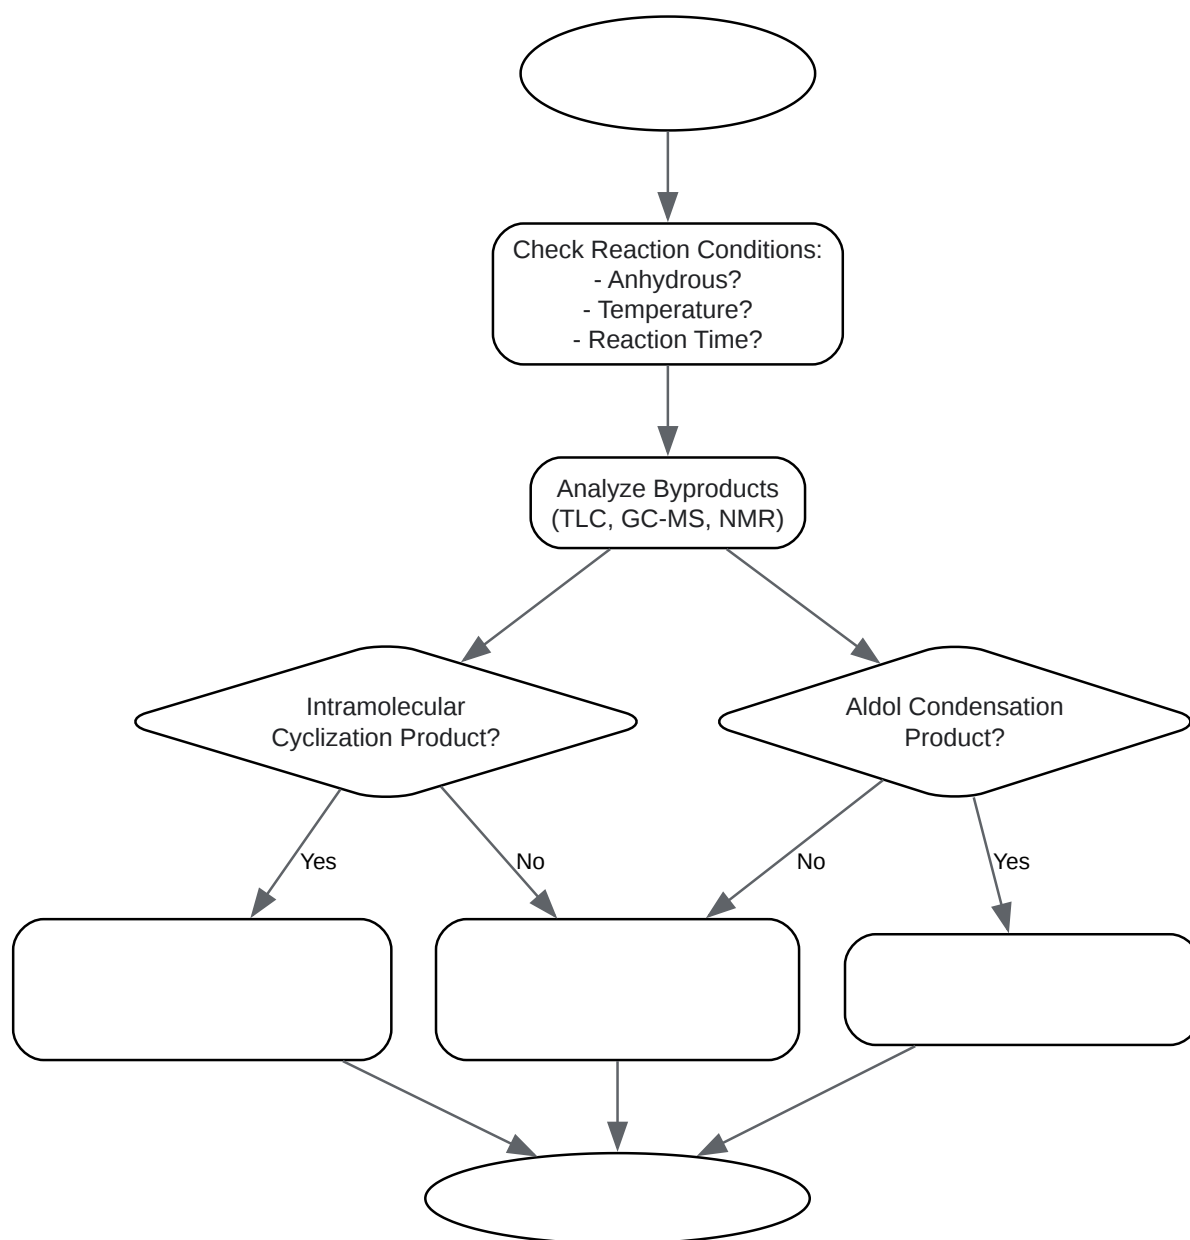 Check Reaction Conditions:
- Anhydrous?
- Temperature?
- Reaction Time?
Analyze Byproducts
(TLC, GC-MS, NMR)
Intramolecular
Cyclization Product?
Aldol Condensation
Product?
Yes
No
No
Yes